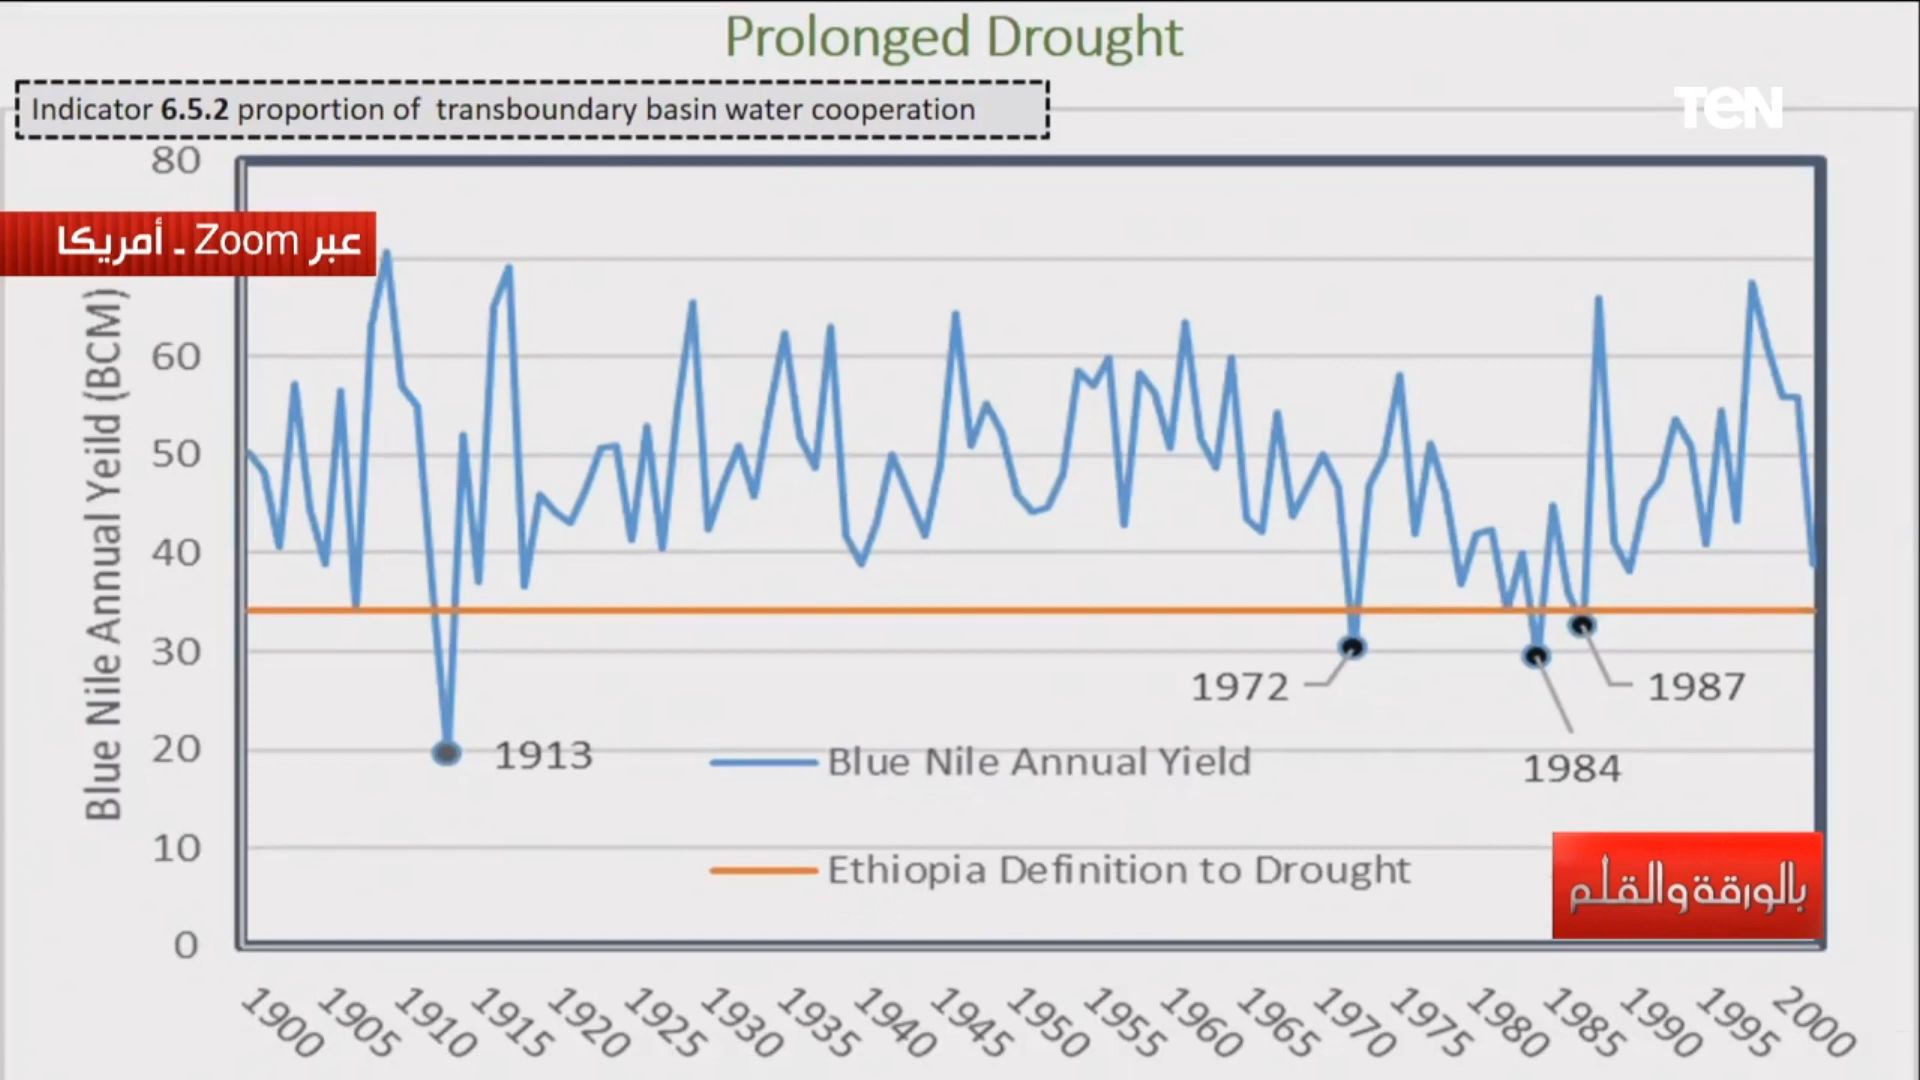 Prolonged Drought
Indicator 6.5.2 proportion of transboundary basin water cooperation
TEN
عبر Zoom ـ أمريكا
Blue Nile Annual Yeild (BCM)
80
60
50
40
30
20
10
0
1913
1972
1984
1987
Blue Nile Annual Yield
Ethiopia Definition to Drought
بالورقة والقلم
1900 1905 1910 1915 1920 1925 1930 1935 1940 1945 1950 1955 1960 1965 1970 1975 1980 1985 1990 1995 2000